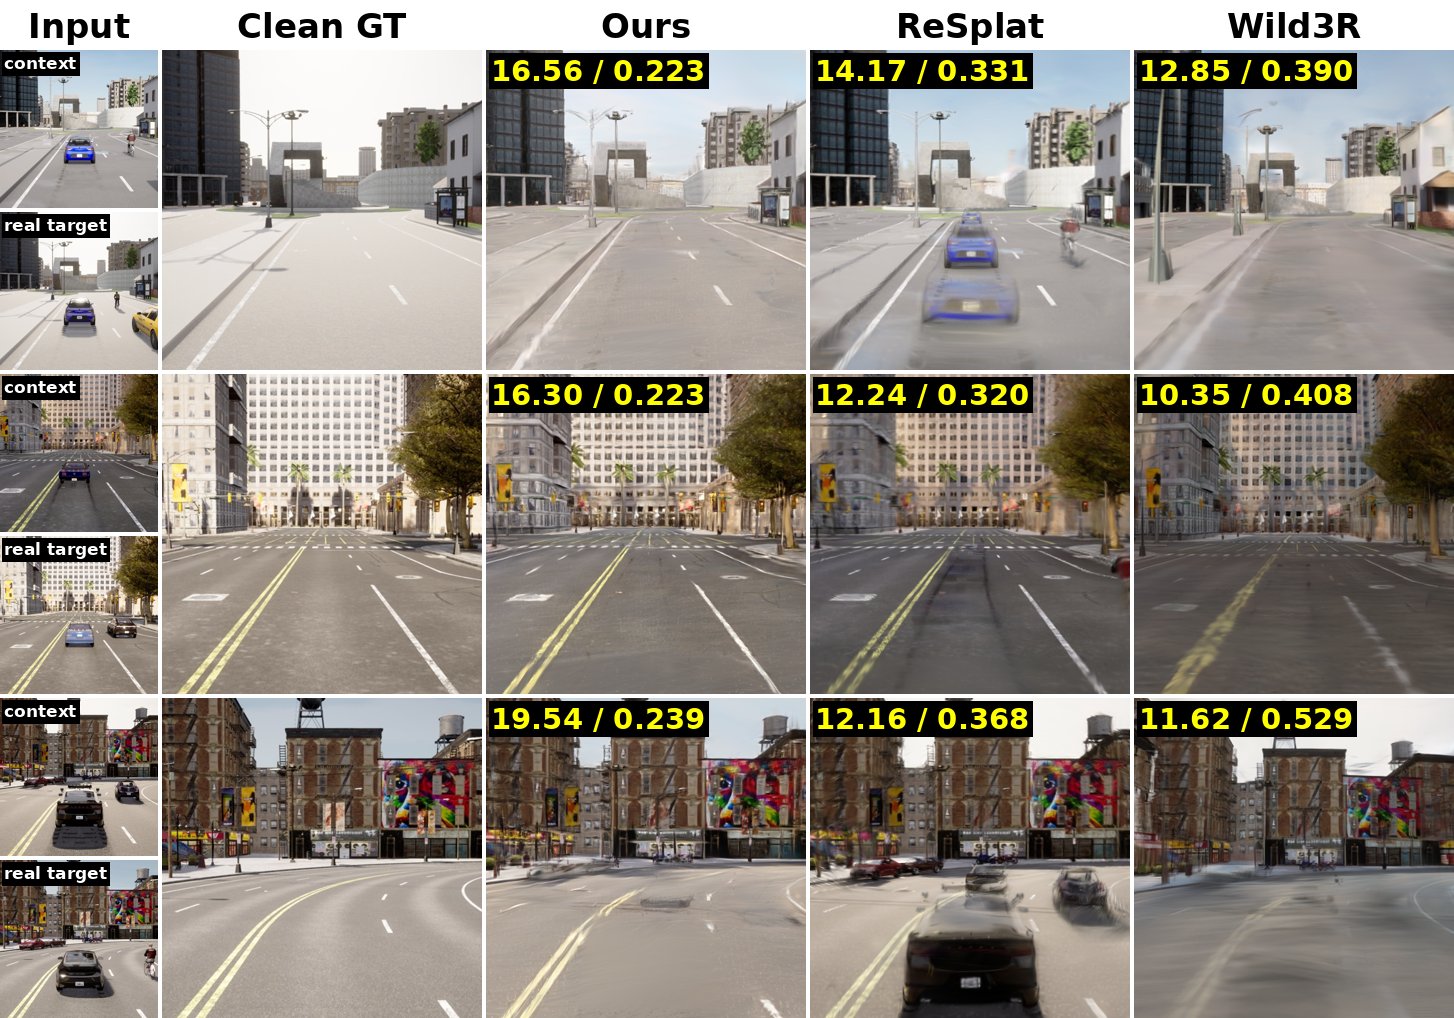 Input Clean GT Ours ReSplat Wild3R
context
16.56 / 0.223 14.17 / 0.331 12.85 / 0.390
real target
context
16.30 / 0.223 12.24 / 0.320 10.35 / 0.408
real target
context
19.54 / 0.239 12.16 / 0.368 11.62 / 0.529
real target